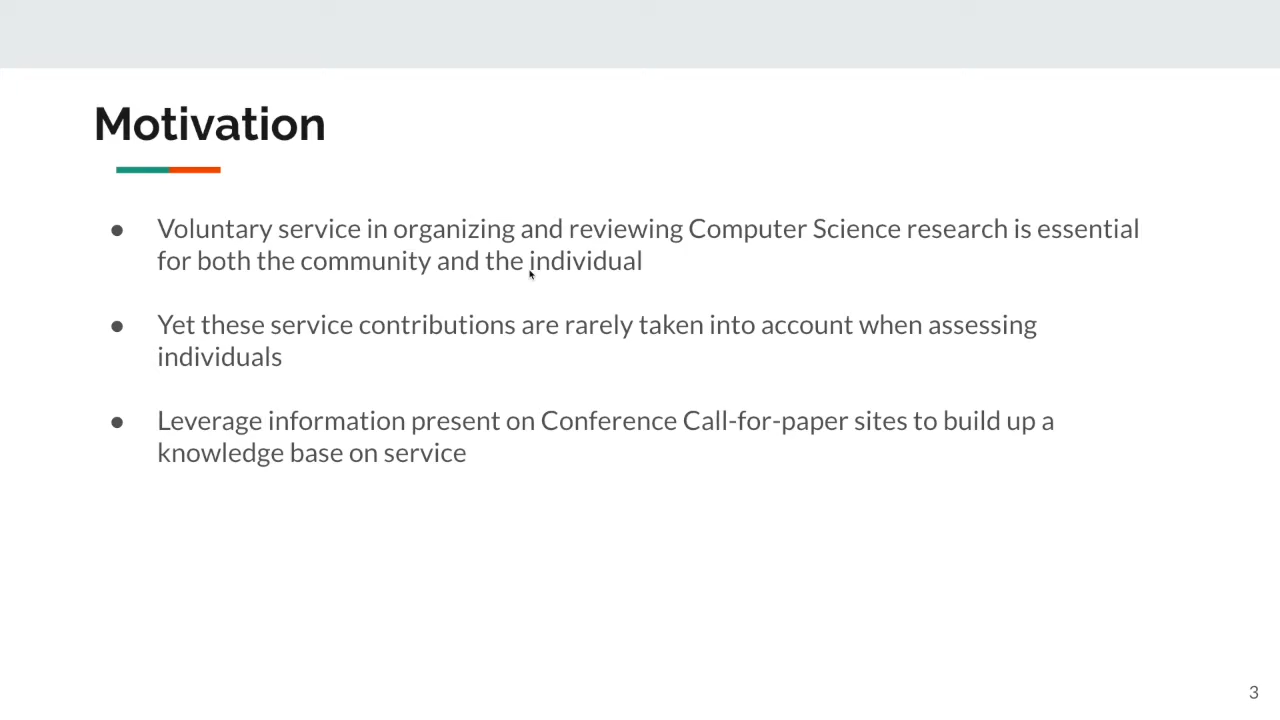 Motivation
● Voluntary service in organizing and reviewing Computer Science research is essential
for both the community and the individual
● Yet these service contributions are rarely taken into account when assessing
individuals
● Leverage information present on Conference Call-for-paper sites to build up a
knowledge base on service
3